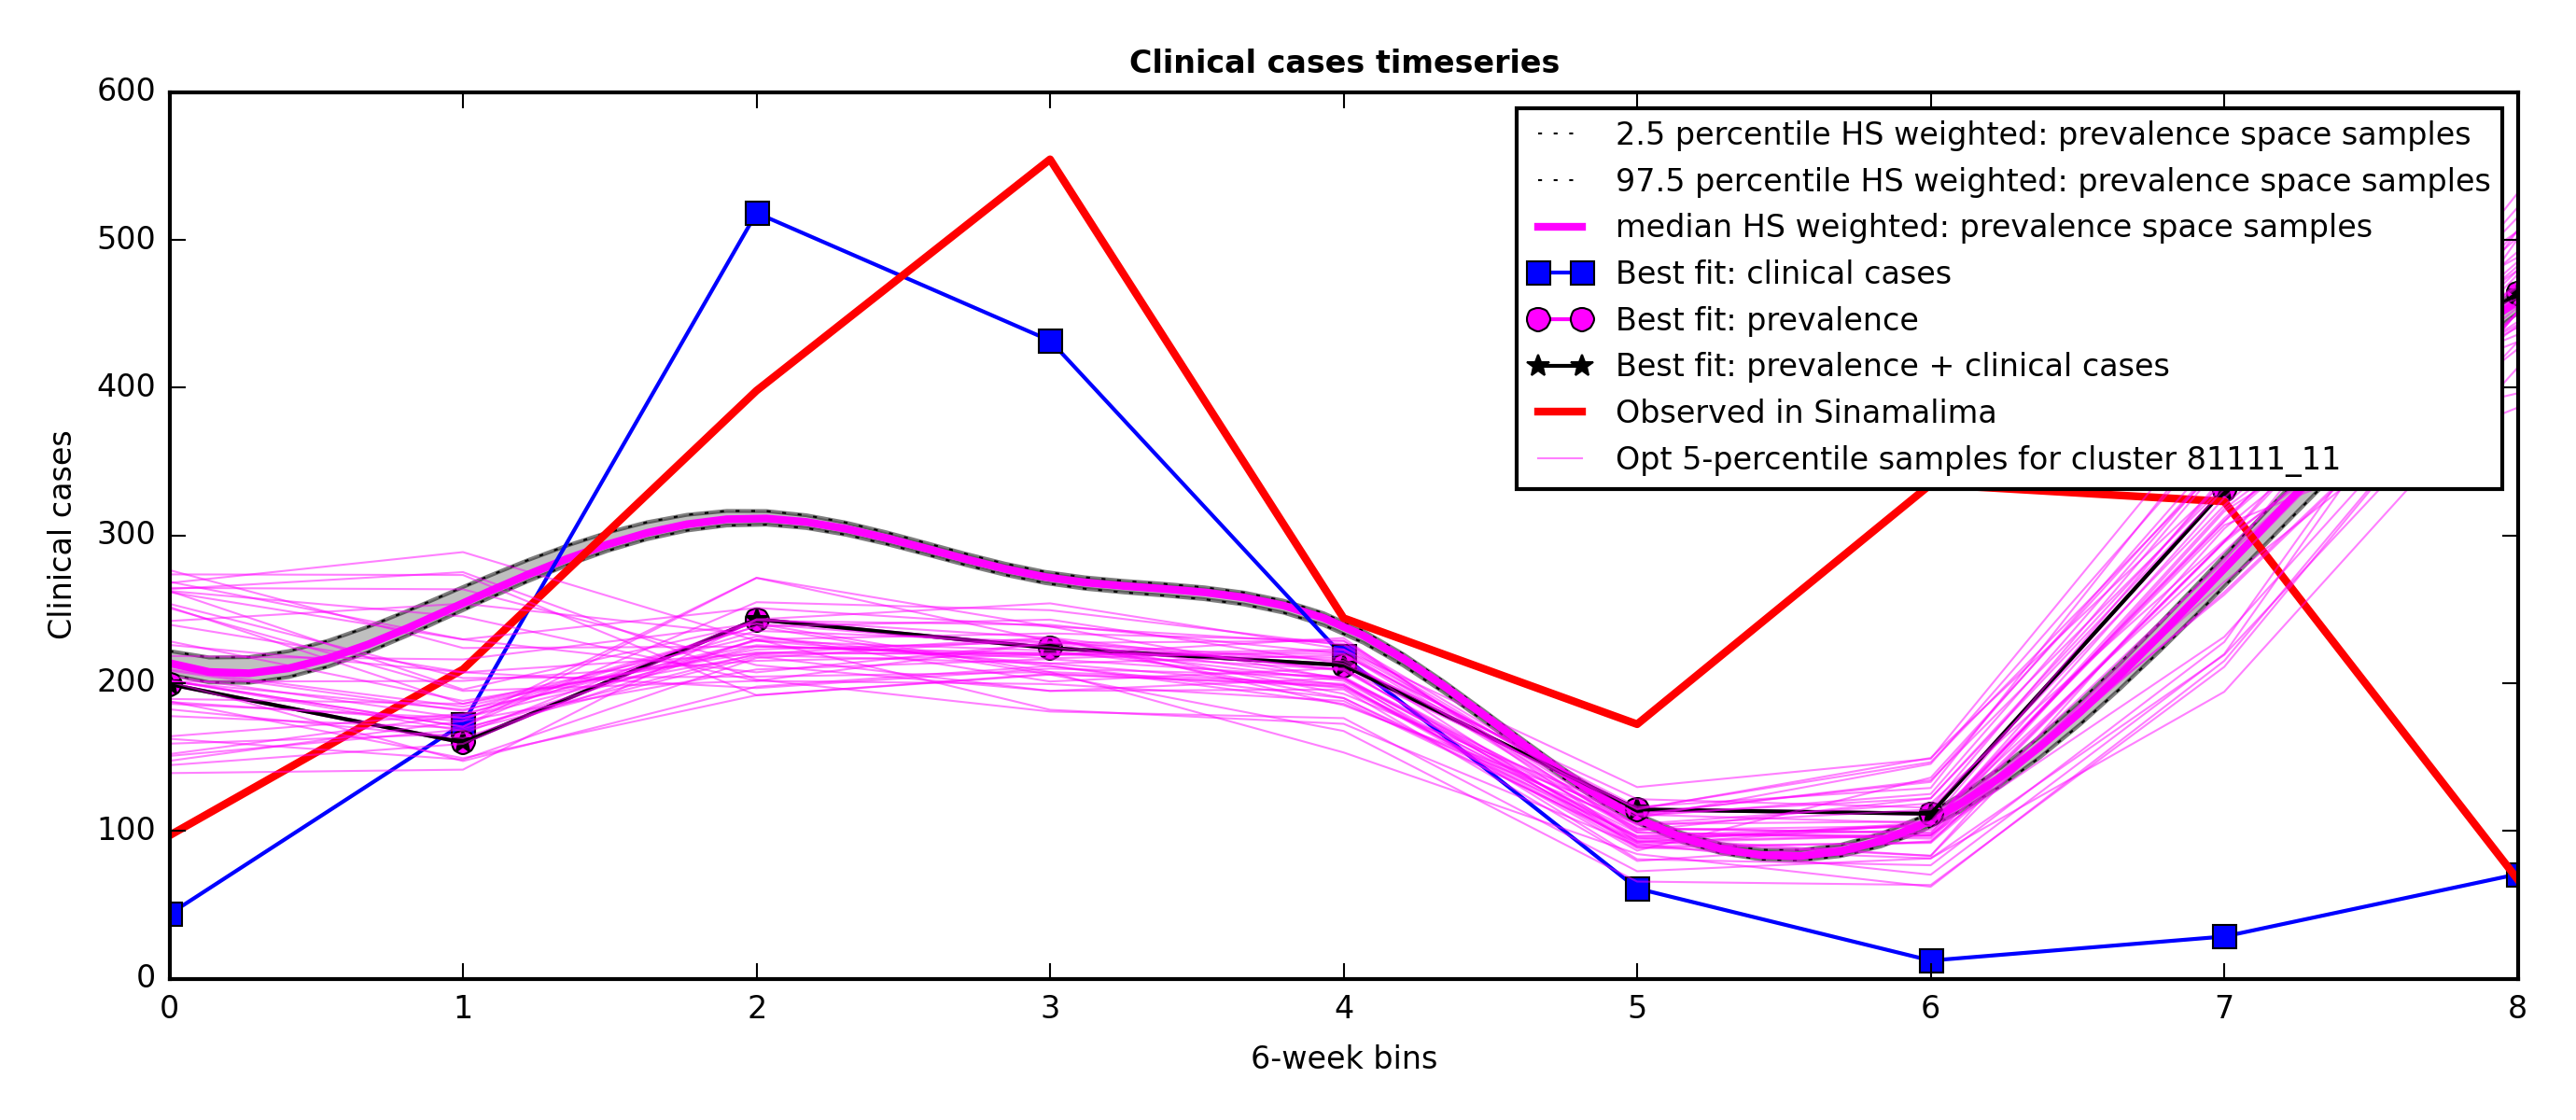 Clinical cases timeseries
600
500
400
300
200
100
0
Clinical cases
2.5 percentile HS weighted: prevalence space samples
97.5 percentile HS weighted: prevalence space samples
median HS weighted: prevalence space samples
Best fit: clinical cases
Best fit: prevalence
Best fit: prevalence + clinical cases
Observed in Sinamalima
Opt 5-percentile samples for cluster 81111_11
0 1 2 3 4 5 6 7 8
6-week bins